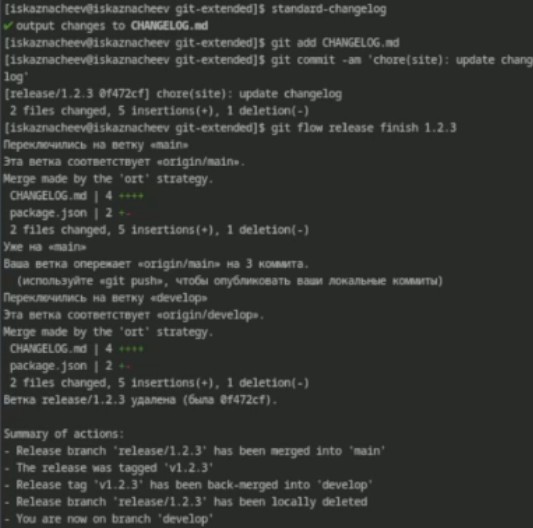 [iskaznacheev@iskaznacheev git-extended]$ standard-changelog
✔ output changes to CHANGELOG.md
[iskaznacheev@iskaznacheev git-extended]$ git add CHANGELOG.md
[iskaznacheev@iskaznacheev git-extended]$ git commit -am 'chore(site): update chang
log'
[release/1.2.3 0f472cf] chore(site): update changelog
 2 files changed, 5 insertions(+), 1 deletion(-)
[iskaznacheev@iskaznacheev git-extended]$ git flow release finish 1.2.3
Переключились на ветку «main»
Эта ветка соответствует «origin/main».
Merge made by the 'ort' strategy.
 CHANGELOG.md | 4 ++++
 package.json | 2 +-
 2 files changed, 5 insertions(+), 1 deletion(-)
Уже на «main»
Ваша ветка опережает «origin/main» на 3 коммита.
  (используйте «git push», чтобы опубликовать ваши локальные коммиты)
Переключились на ветку «develop»
Эта ветка соответствует «origin/develop».
Merge made by the 'ort' strategy.
 CHANGELOG.md | 4 ++++
 package.json | 2 +-
 2 files changed, 5 insertions(+), 1 deletion(-)
Ветка release/1.2.3 удалена (была 0f472cf).

Summary of actions:
- Release branch 'release/1.2.3' has been merged into 'main'
- The release was tagged 'v1.2.3'
- Release tag 'v1.2.3' has been back-merged into 'develop'
- Release branch 'release/1.2.3' has been locally deleted
- You are now on branch 'develop'